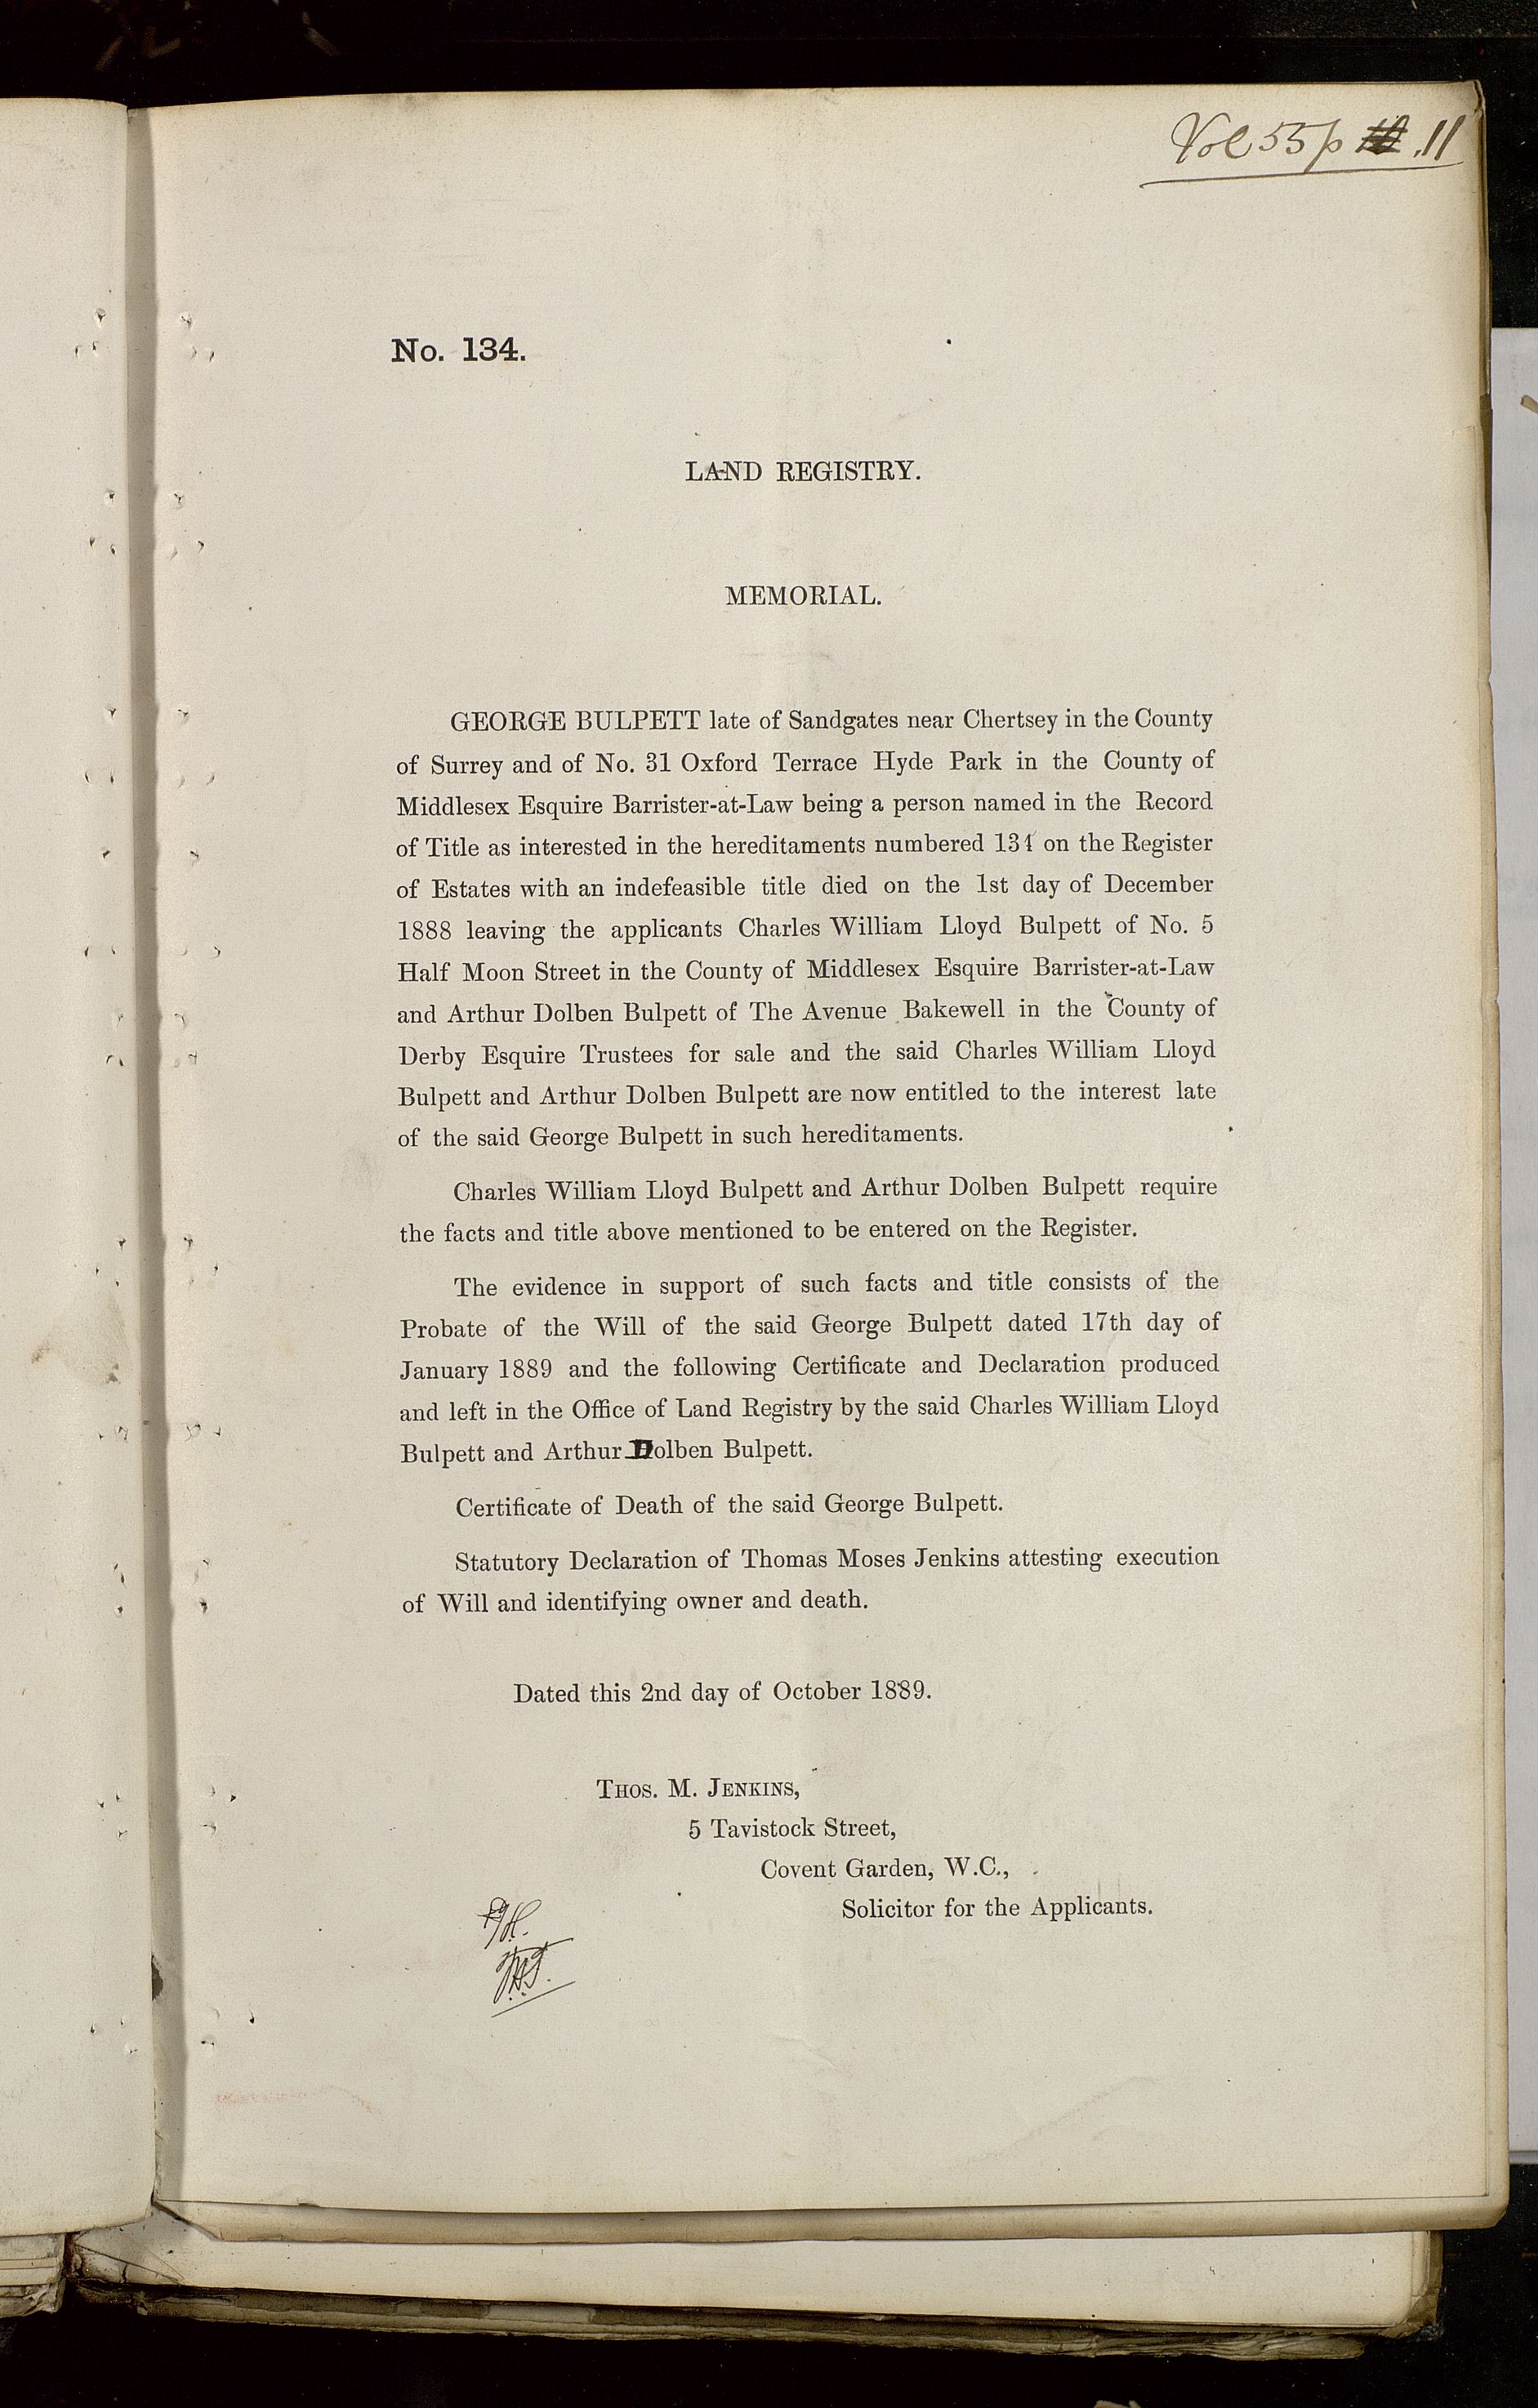 Vol 55 p 10 .11
No. 134.
LAND REGISTRY.
MEMORIAL.
GEORGE BULPETT late of Sandgates near Chertsey in the County
of Surrey and of No. 31 Oxford Terrace Hyde Park in the County of
Middlesex Esquire Barrister-at-Law being a person named in the Record
of Title as interested in the hereditaments numbered 134 on the Register
of Estates with an indefeasible title died on the 1st day of December
1888 leaving the applicants Charles William Lloyd Bulpett of No. 5
Half Moon Street in the County of Middlesex Esquire Barrister-at-Law
and Arthur Dolben Bulpett of The Avenue Bakewell in the County of
Derby Esquire Trustees for sale and the said Charles William Lloyd
Bulpett and Arthur Dolben Bulpett are now entitled to the interest late
of the said George Bulpett in such hereditaments.
Charles William Lloyd Bulpett and Arthur Dolben Bulpett require
the facts and title above mentioned to be entered on the Register.
The evidence in support of such facts and title consists of the
Probate of the Will of the said George Bulpett dated 17th day of
January 1889 and the following Certificate and Declaration produced
and left in the Office of Land Registry by the said Charles William Lloyd
Bulpett and Arthur Dolben Bulpett.
Certificate of Death of the said George Bulpett.
Statutory Declaration of Thomas Moses Jenkins attesting execution
of Will and identifying owner and death.
Dated this 2nd day of October 1889.
THOS. M. JENKINS,
5 Tavistock Street,
Covent Garden, W.C.,
Solicitor for the Applicants.